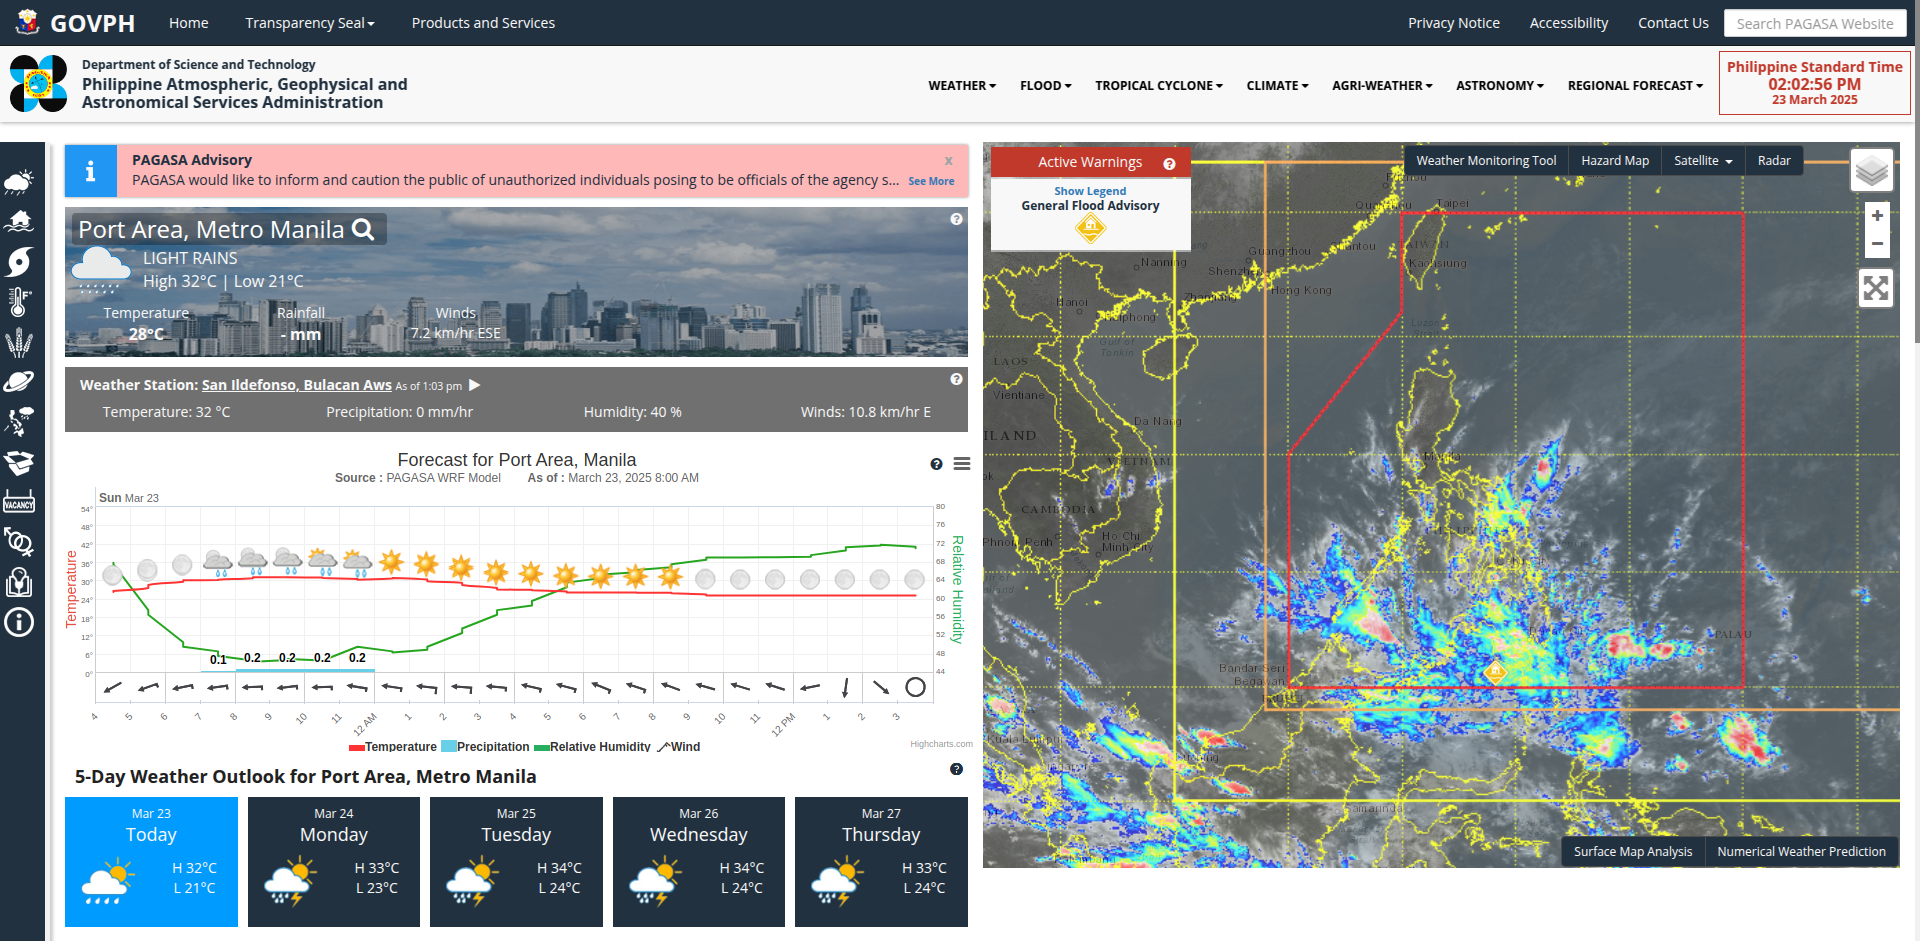 GOVPH
Home
Transparency Seal
Products and Services
Privacy Notice
Accessibility
Contact Us
Search PAGASA Website
Department of Science and Technology
Philippine Atmospheric, Geophysical and
Astronomical Services Administration
WEATHER
FLOOD
TROPICAL CYCLONE
CLIMATE
AGRI-WEATHER
ASTRONOMY
REGIONAL FORECAST
Philippine Standard Time
02:02:56 PM
23 March 2025
VACANCY
PAGASA Advisory
x
PAGASA would like to inform and caution the public of unauthorized individuals posing to be officials of the agency s... See More
Port Area, Metro Manila
LIGHT RAINS
High 32°C | Low 21°C
Temperature
28°C
Rainfall
- mm
Winds
7.2 km/hr ESE
Weather Station: San Ildefonso, Bulacan Aws As of 1:03 pm
Temperature: 32 °C
Precipitation: 0 mm/hr
Humidity: 40 %
Winds: 10.8 km/hr E
Forecast for Port Area, Manila
Source : PAGASA WRF Model As of : March 23, 2025 8:00 AM
Sun Mar 23
Temperature
54°
48°
42°
36°
30°
24°
18°
12°
6°
0°
80
76
72
68
64
60
56
52
48
44
Relative Humidity
0.1
0.2
0.2
0.2
0.2
4
5
6
7
8
9
10
11
12 AM
1
2
3
4
5
6
7
8
9
10
11
12 PM
1
2
3
Temperature
Precipitation
Relative Humidity
Wind
Highcharts.com
5-Day Weather Outlook for Port Area, Metro Manila
Mar 23
Today
H 32°C
L 21°C
Mar 24
Monday
H 33°C
L 23°C
Mar 25
Tuesday
H 34°C
L 24°C
Mar 26
Wednesday
H 34°C
L 24°C
Mar 27
Thursday
H 33°C
L 24°C
Active Warnings
Show Legend
General Flood Advisory
Weather Monitoring Tool
Hazard Map
Satellite
Radar
+
−
Taipei
Guangzhou
Nanning
Shenzhen
Kaohsiung
Hong Kong
Hanoi
Haiphong
Gulf of
Tonkin
Luzon
LAOS
Vientiane
Da Nang
VIETNAM
CAMBODIA
Phnom Penh
Ho Chi
Minh City
Manila
PALAU
Bandar Seri
Begawan
Kuala Lumpur
Samarinda
Surface Map Analysis
Numerical Weather Prediction